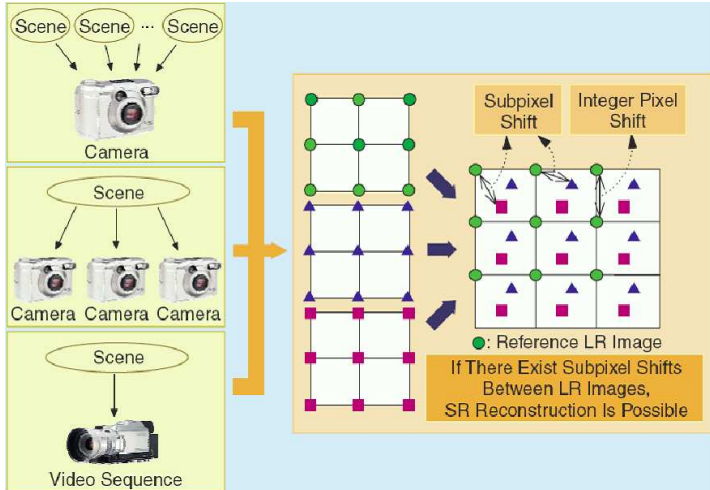 Scene Scene ... Scene
Camera
Scene
Camera Camera Camera
Scene
Video Sequence
Subpixel
Shift
Integer Pixel
Shift
: Reference LR Image
If There Exist Subpixel Shifts
Between LR Images,
SR Reconstruction Is Possible